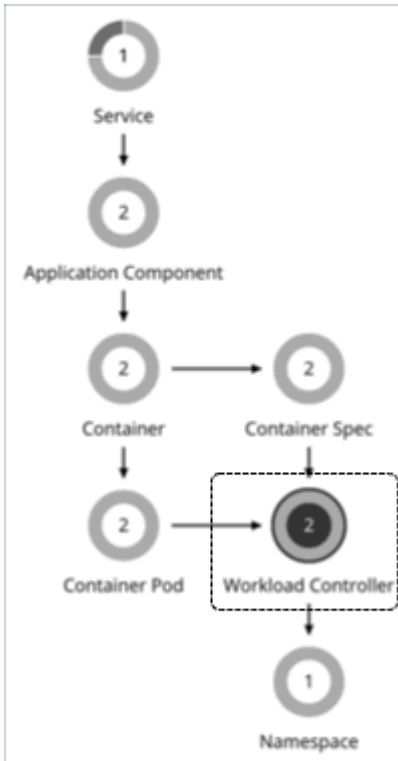 1
Service
2
Application Component
2
2
Container
Container Spec
2
2
Container Pod
Workload Controller
1
Namespace